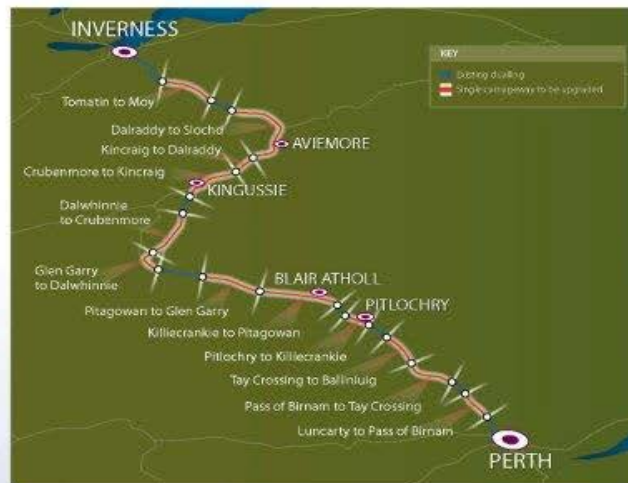 INVERNESS
KEY
Existing dualling
Single carriageway to be upgraded
Tomatin to Moy
Dalraddy to Slochd
AVIEMORE
Kincraig to Dalraddy
Crubenmore to Kincraig
KINGUSSIE
Dalwhinnie
to Crubenmore
Glen Garry
to Dalwhinnie
BLAIR ATHOLL
Pitagowan to Glen Garry
PITLOCHRY
Killiecrankie to Pitagowan
Pitlochry to Killiecrankie
Tay Crossing to Ballinluig
Pass of Birnam to Tay Crossing
Luncarty to Pass of Birnam
PERTH